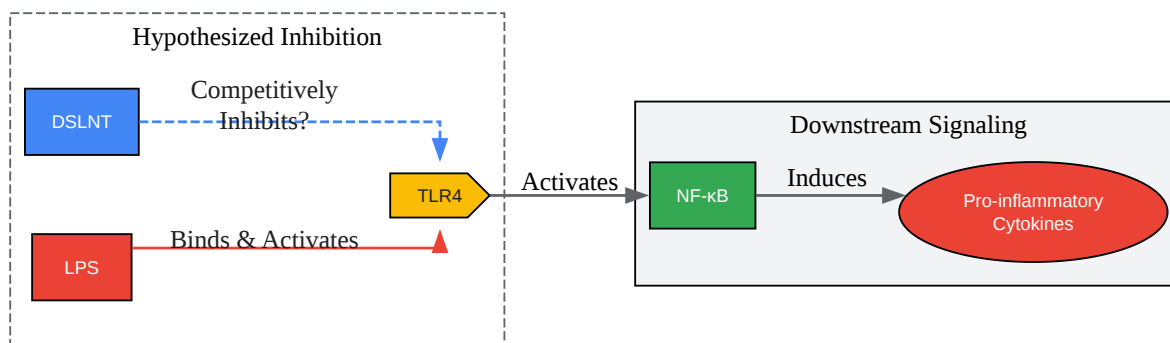 Hypothesized Inhibition
DSLNT
Competitively
Inhibits?
TLR4
LPS
Binds & Activates
Activates
Downstream Signaling
NF-κB
Induces
Pro-inflammatory
Cytokines